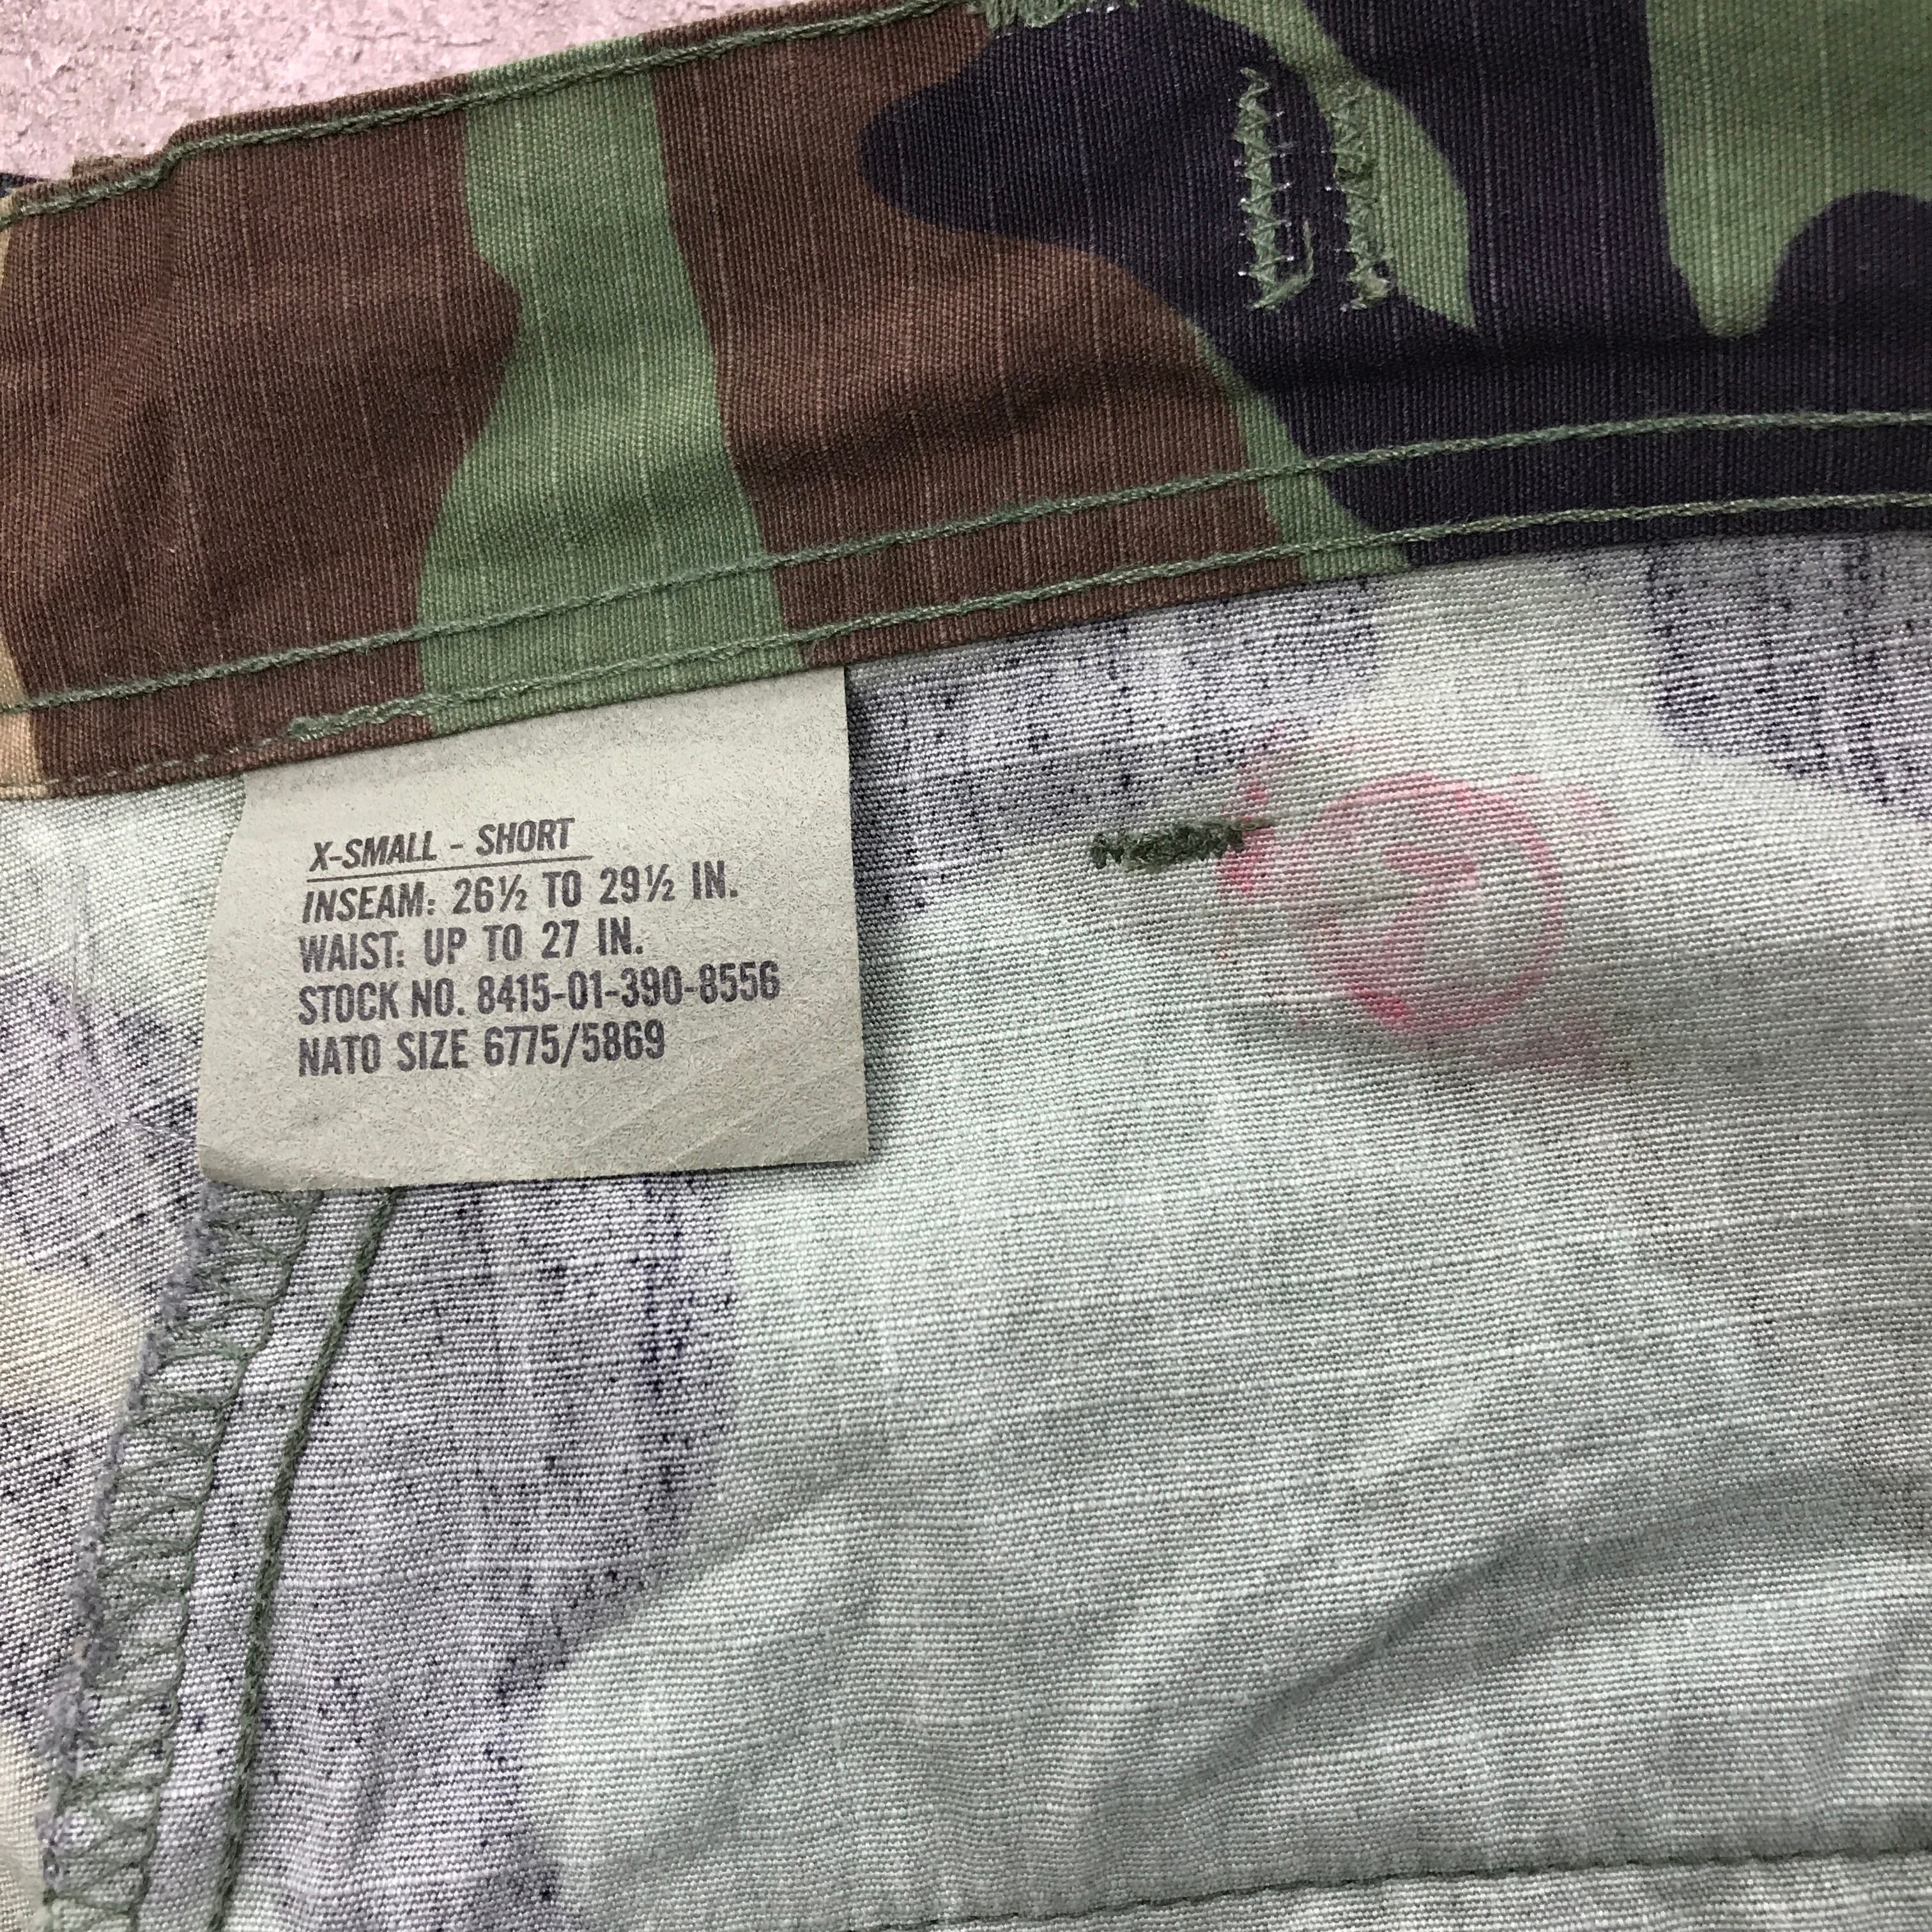 X-SMALL - SHORT
INSEAM: 26½ TO 29½ IN.
WAIST: UP TO 27 IN.
STOCK NO. 8415-01-390-8556
NATO SIZE 6775/5869